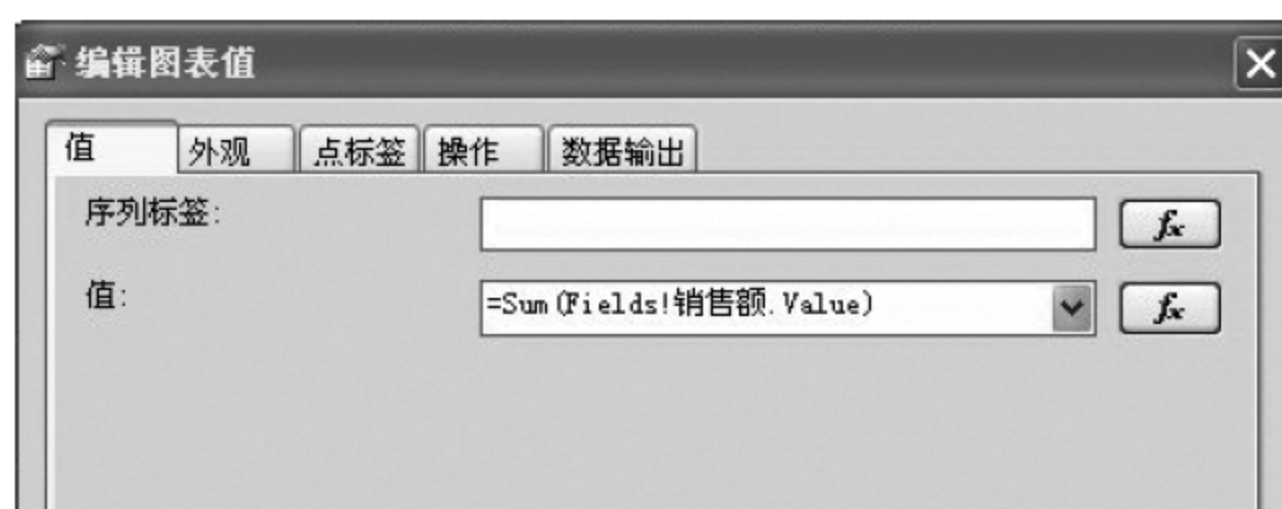 编辑图表值
值 外观 点标签 操作 数据输出
序列标签: fx
值: =Sum(Fields!销售额.Value) fx